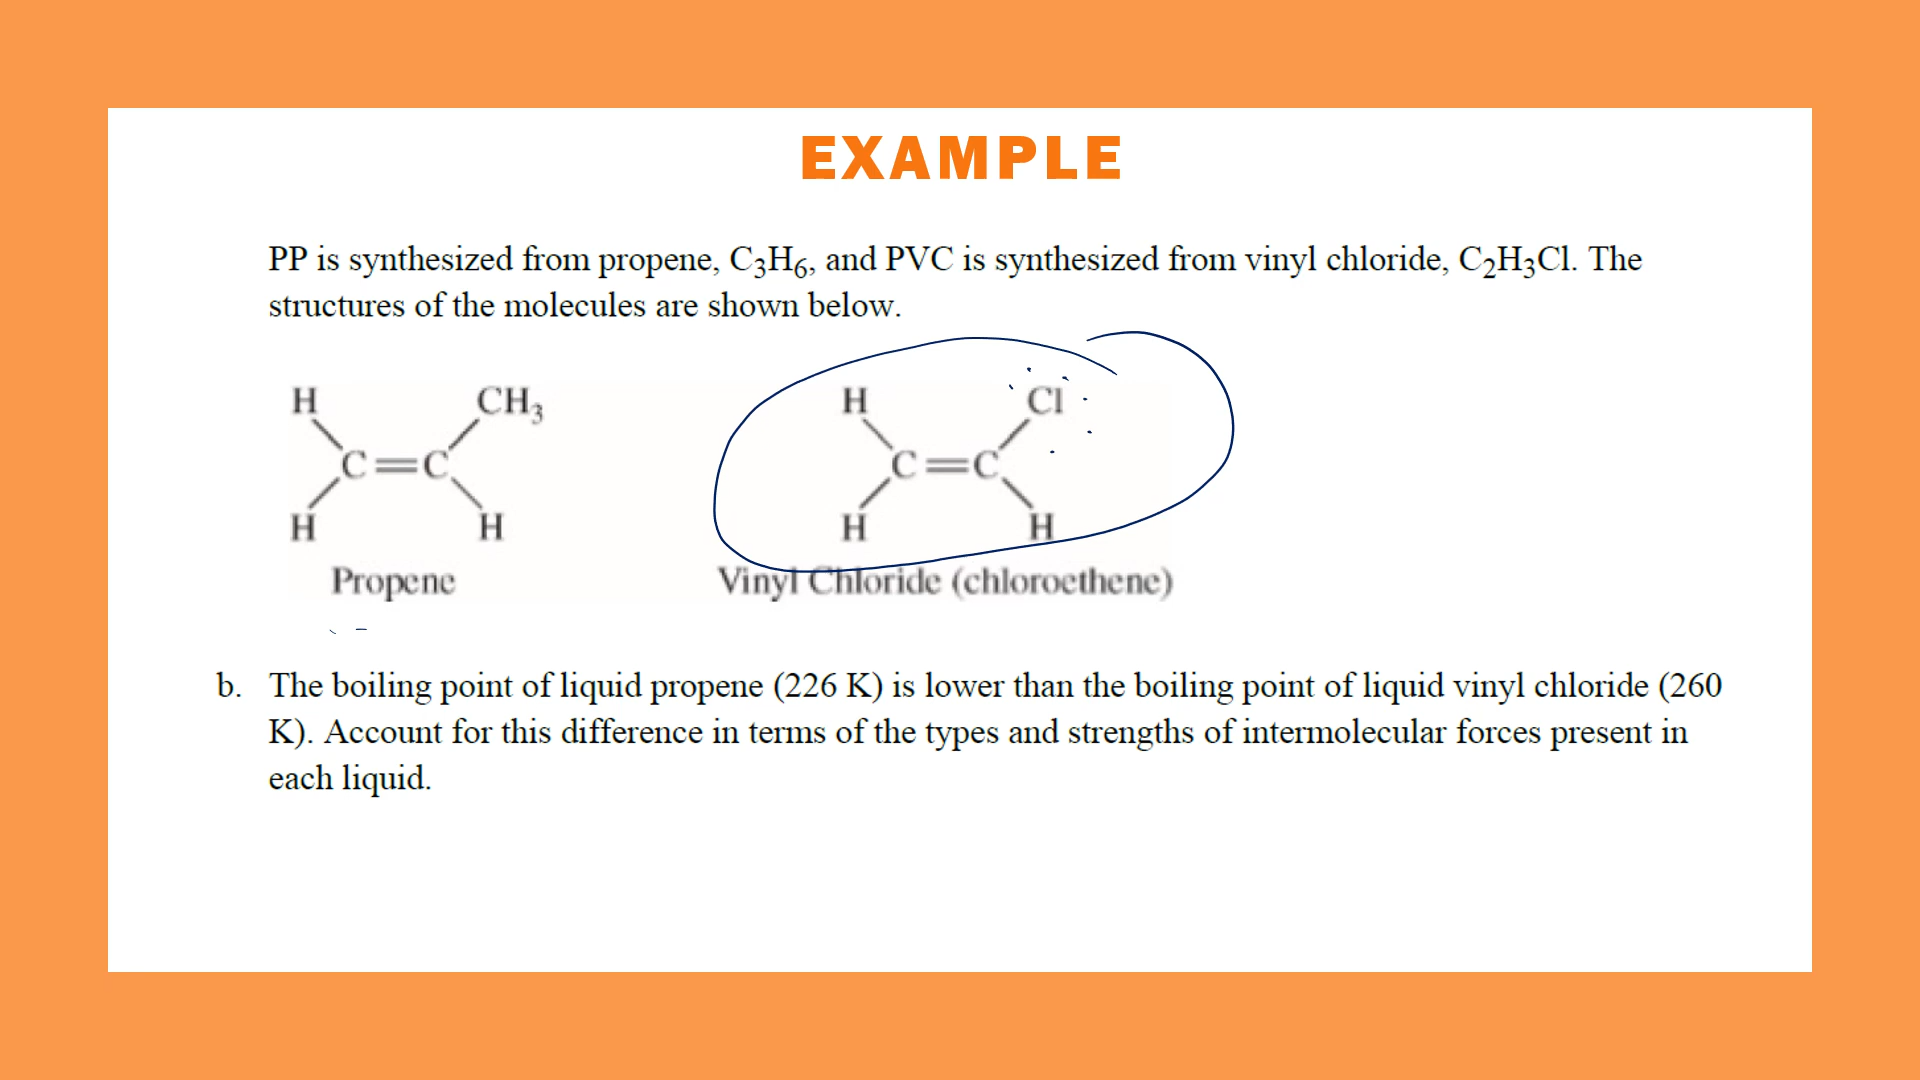 EXAMPLE
PP is synthesized from propene, C₃H₆, and PVC is synthesized from vinyl chloride, C₂H₃Cl. The
structures of the molecules are shown below.
H CH₃ H Cl
C=C C=C
H H H H
Propene Vinyl Chloride (chloroethene)
b. The boiling point of liquid propene (226 K) is lower than the boiling point of liquid vinyl chloride (260
K). Account for this difference in terms of the types and strengths of intermolecular forces present in
each liquid.